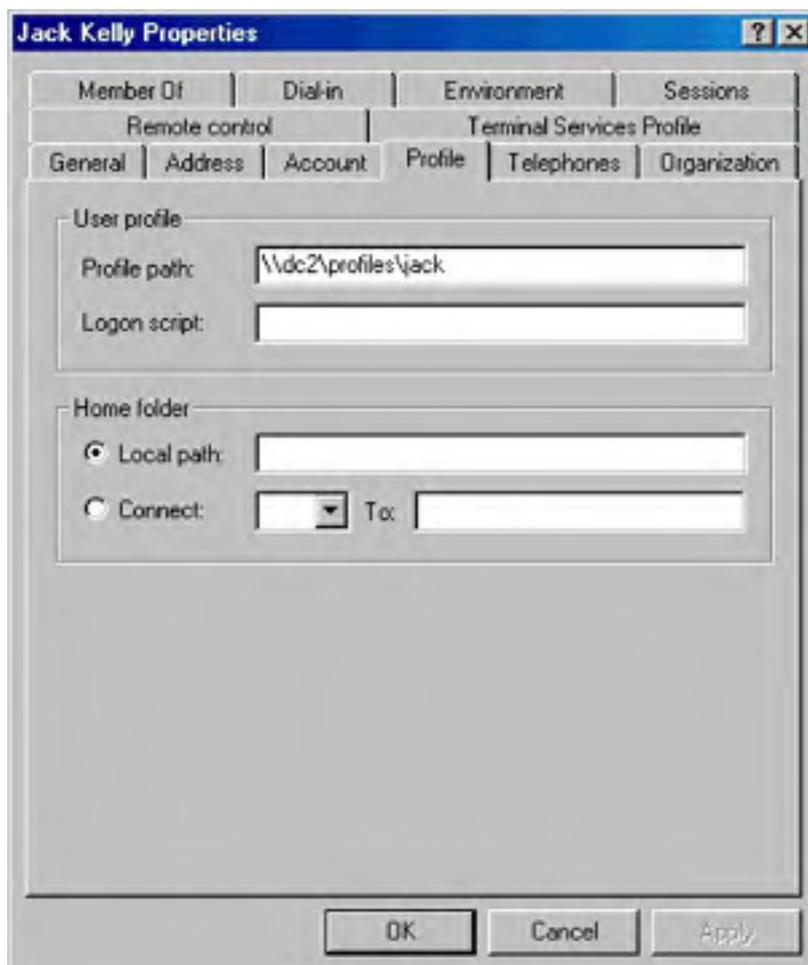 Jack Kelly Properties
Member Of Dial-in Environment Sessions
Remote control Terminal Services Profile
General Address Account Profile Telephones Organization
User profile
Profile path: \\dc2\profiles\jack
Logon script:
Home folder
Local path:
Connect: To:
OK Cancel Apply